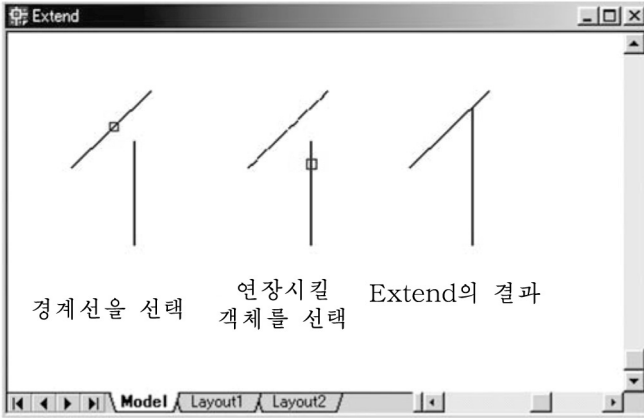 Extend
경계선을 선택
연장시킬
객체를 선택
Extend의 결과
Model Layout1 Layout2